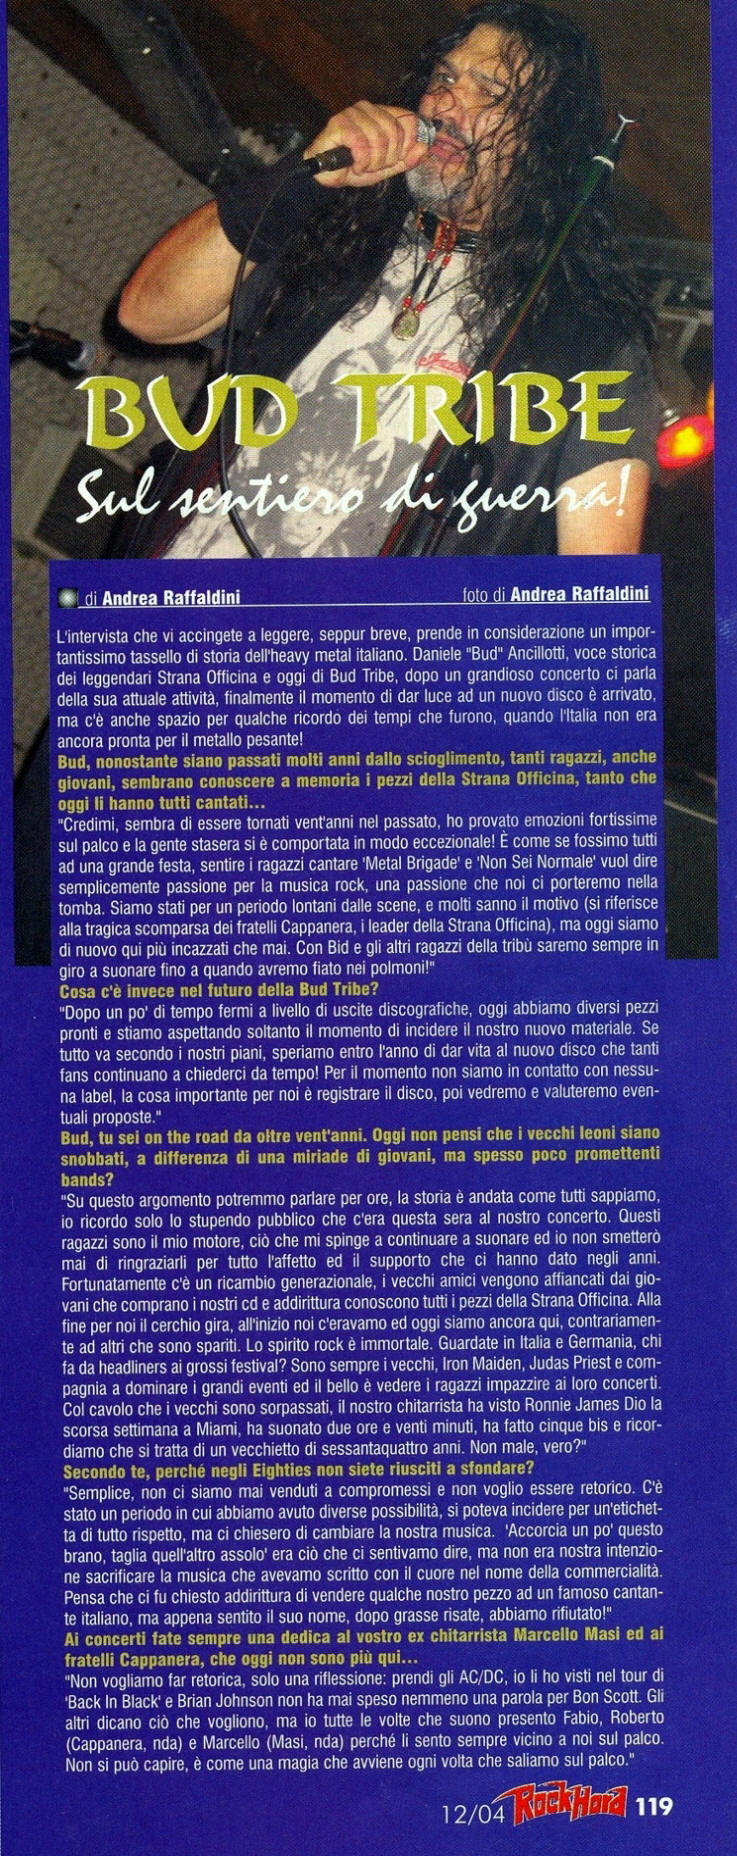 BUD TRIBE
Sul sentiero di guerra!
di Andrea Raffaldini foto di Andrea Raffaldini
L'intervista che vi accingete a leggere, seppur breve, prende in considerazione un impor-
tantissimo tassello di storia dell'heavy metal italiano. Daniele "Bud" Ancillotti, voce storica
dei leggendari Strana Officina e oggi di Bud Tribe, dopo un grandioso concerto ci parla
della sua attuale attività, finalmente il momento di dar luce ad un nuovo disco è arrivato,
ma c'è anche spazio per qualche ricordo dei tempi che furono, quando l'Italia non era
ancora pronta per il metallo pesante!
Bud, nonostante siano passati molti anni dallo scioglimento, tanti ragazzi, anche
giovani, sembrano conoscere a memoria i pezzi della Strana Officina, tanto che
oggi li hanno tutti cantati...
"Credimi, sembra di essere tornati vent'anni nel passato, ho provato emozioni fortissime
sul palco e la gente stasera si è comportata in modo eccezionale! È come se fossimo tutti
ad una grande festa, sentire i ragazzi cantare 'Metal Brigade' e 'Non Sei Normale' vuol dire
semplicemente passione per la musica rock, una passione che noi ci porteremo nella
tomba. Siamo stati per un periodo lontani dalle scene, e molti sanno il motivo (si riferisce
alla tragica scomparsa dei fratelli Cappanera, i leader della Strana Officina), ma oggi siamo
di nuovo qui più incazzati che mai. Con Bid e gli altri ragazzi della tribù saremo sempre in
giro a suonare fino a quando avremo fiato nei polmoni!"
Cosa c'è invece nel futuro della Bud Tribe?
"Dopo un po' di tempo fermi a livello di uscite discografiche, oggi abbiamo diversi pezzi
pronti e stiamo aspettando soltanto il momento di incidere il nostro nuovo materiale. Se
tutto va secondo i nostri piani, speriamo entro l'anno di dar vita al nuovo disco che tanti
fans continuano a chiederci da tempo! Per il momento non siamo in contatto con nessu-
na label, la cosa importante per noi è registrare il disco, poi vedremo e valuteremo even-
tuali proposte."
Bud, tu sei on the road da oltre vent'anni. Oggi non pensi che i vecchi leoni siano
snobbati, a differenza di una miriade di giovani, ma spesso poco promettenti
bands?
"Su questo argomento potremmo parlare per ore, la storia è andata come tutti sappiamo,
io ricordo solo lo stupendo pubblico che c'era questa sera al nostro concerto. Questi
ragazzi sono il mio motore, ciò che mi spinge a continuare a suonare ed io non smetterò
mai di ringraziarli per tutto l'affetto ed il supporto che ci hanno dato negli anni.
Fortunatamente c'è un ricambio generazionale, i vecchi amici vengono affiancati dai gio-
vani che comprano i nostri cd e addirittura conoscono tutti i pezzi della Strana Officina. Alla
fine per noi il cerchio gira, all'inizio noi c'eravamo ed oggi siamo ancora qui, contrariamen-
te ad altri che sono spariti. Lo spirito rock è immortale. Guardate in Italia e Germania, chi
fa da headliners ai grossi festival? Sono sempre i vecchi, Iron Maiden, Judas Priest e com-
pagnia a dominare i grandi eventi ed il bello è vedere i ragazzi impazzire ai loro concerti.
Col cavolo che i vecchi sono sorpassati, il nostro chitarrista ha visto Ronnie James Dio la
scorsa settimana a Miami, ha suonato due ore e venti minuti, ha fatto cinque bis e ricor-
diamo che si tratta di un vecchietto di sessantaquattro anni. Non male, vero?"
Secondo te, perché negli Eighties non siete riusciti a sfondare?
"Semplice, non ci siamo mai venduti a compromessi e non voglio essere retorico. C'è
stato un periodo in cui abbiamo avuto diverse possibilità, si poteva incidere per un'etichet-
ta di tutto rispetto, ma ci chiesero di cambiare la nostra musica. 'Accorcia un po' questo
brano, taglia quell'altro assolo' era ciò che ci sentivamo dire, ma non era nostra intenzio-
ne sacrificare la musica che avevamo scritto con il cuore nel nome della commercialità.
Pensa che ci fu chiesto addirittura di vendere qualche nostro pezzo ad un famoso cantan-
te italiano, ma appena sentito il suo nome, dopo grasse risate, abbiamo rifiutato!"
Ai concerti fate sempre una dedica al vostro ex chitarrista Marcello Masi ed ai
fratelli Cappanera, che oggi non sono più qui...
"Non vogliamo far retorica, solo una riflessione: prendi gli AC/DC, io li ho visti nel tour di
'Back In Black' e Brian Johnson non ha mai speso nemmeno una parola per Bon Scott. Gli
altri dicano ciò che vogliono, ma io tutte le volte che suono presento Fabio, Roberto
(Cappanera, nda) e Marcello (Masi, nda) perché li sento sempre vicino a noi sul palco.
Non si può capire, è come una magia che avviene ogni volta che saliamo sul palco."
12/04 RockHard 119